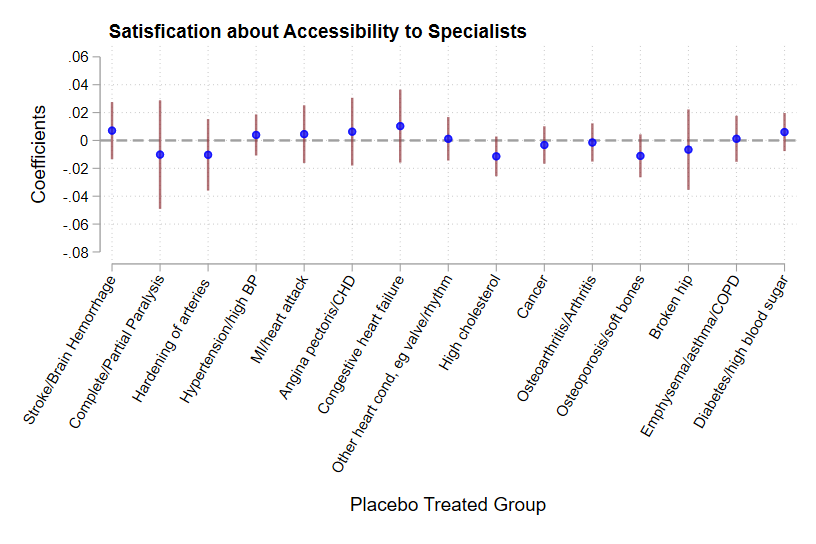 Satisfication about Accessibility to Specialists
.06
.04
.02
0
-.02
-.04
-.06
-.08
Coefficients
Stroke/Brain Hemorrhage
Complete/Partial Paralysis
Hardening of arteries
Hypertension/high BP
MI/heart attack
Angina pectoris/CHD
Congestive heart failure
Other heart cond, eg valve/rhythm
High cholesterol
Cancer
Osteoarthritis/Arthritis
Osteoporosis/soft bones
Broken hip
Emphysema/asthma/COPD
Diabetes/high blood sugar
Placebo Treated Group